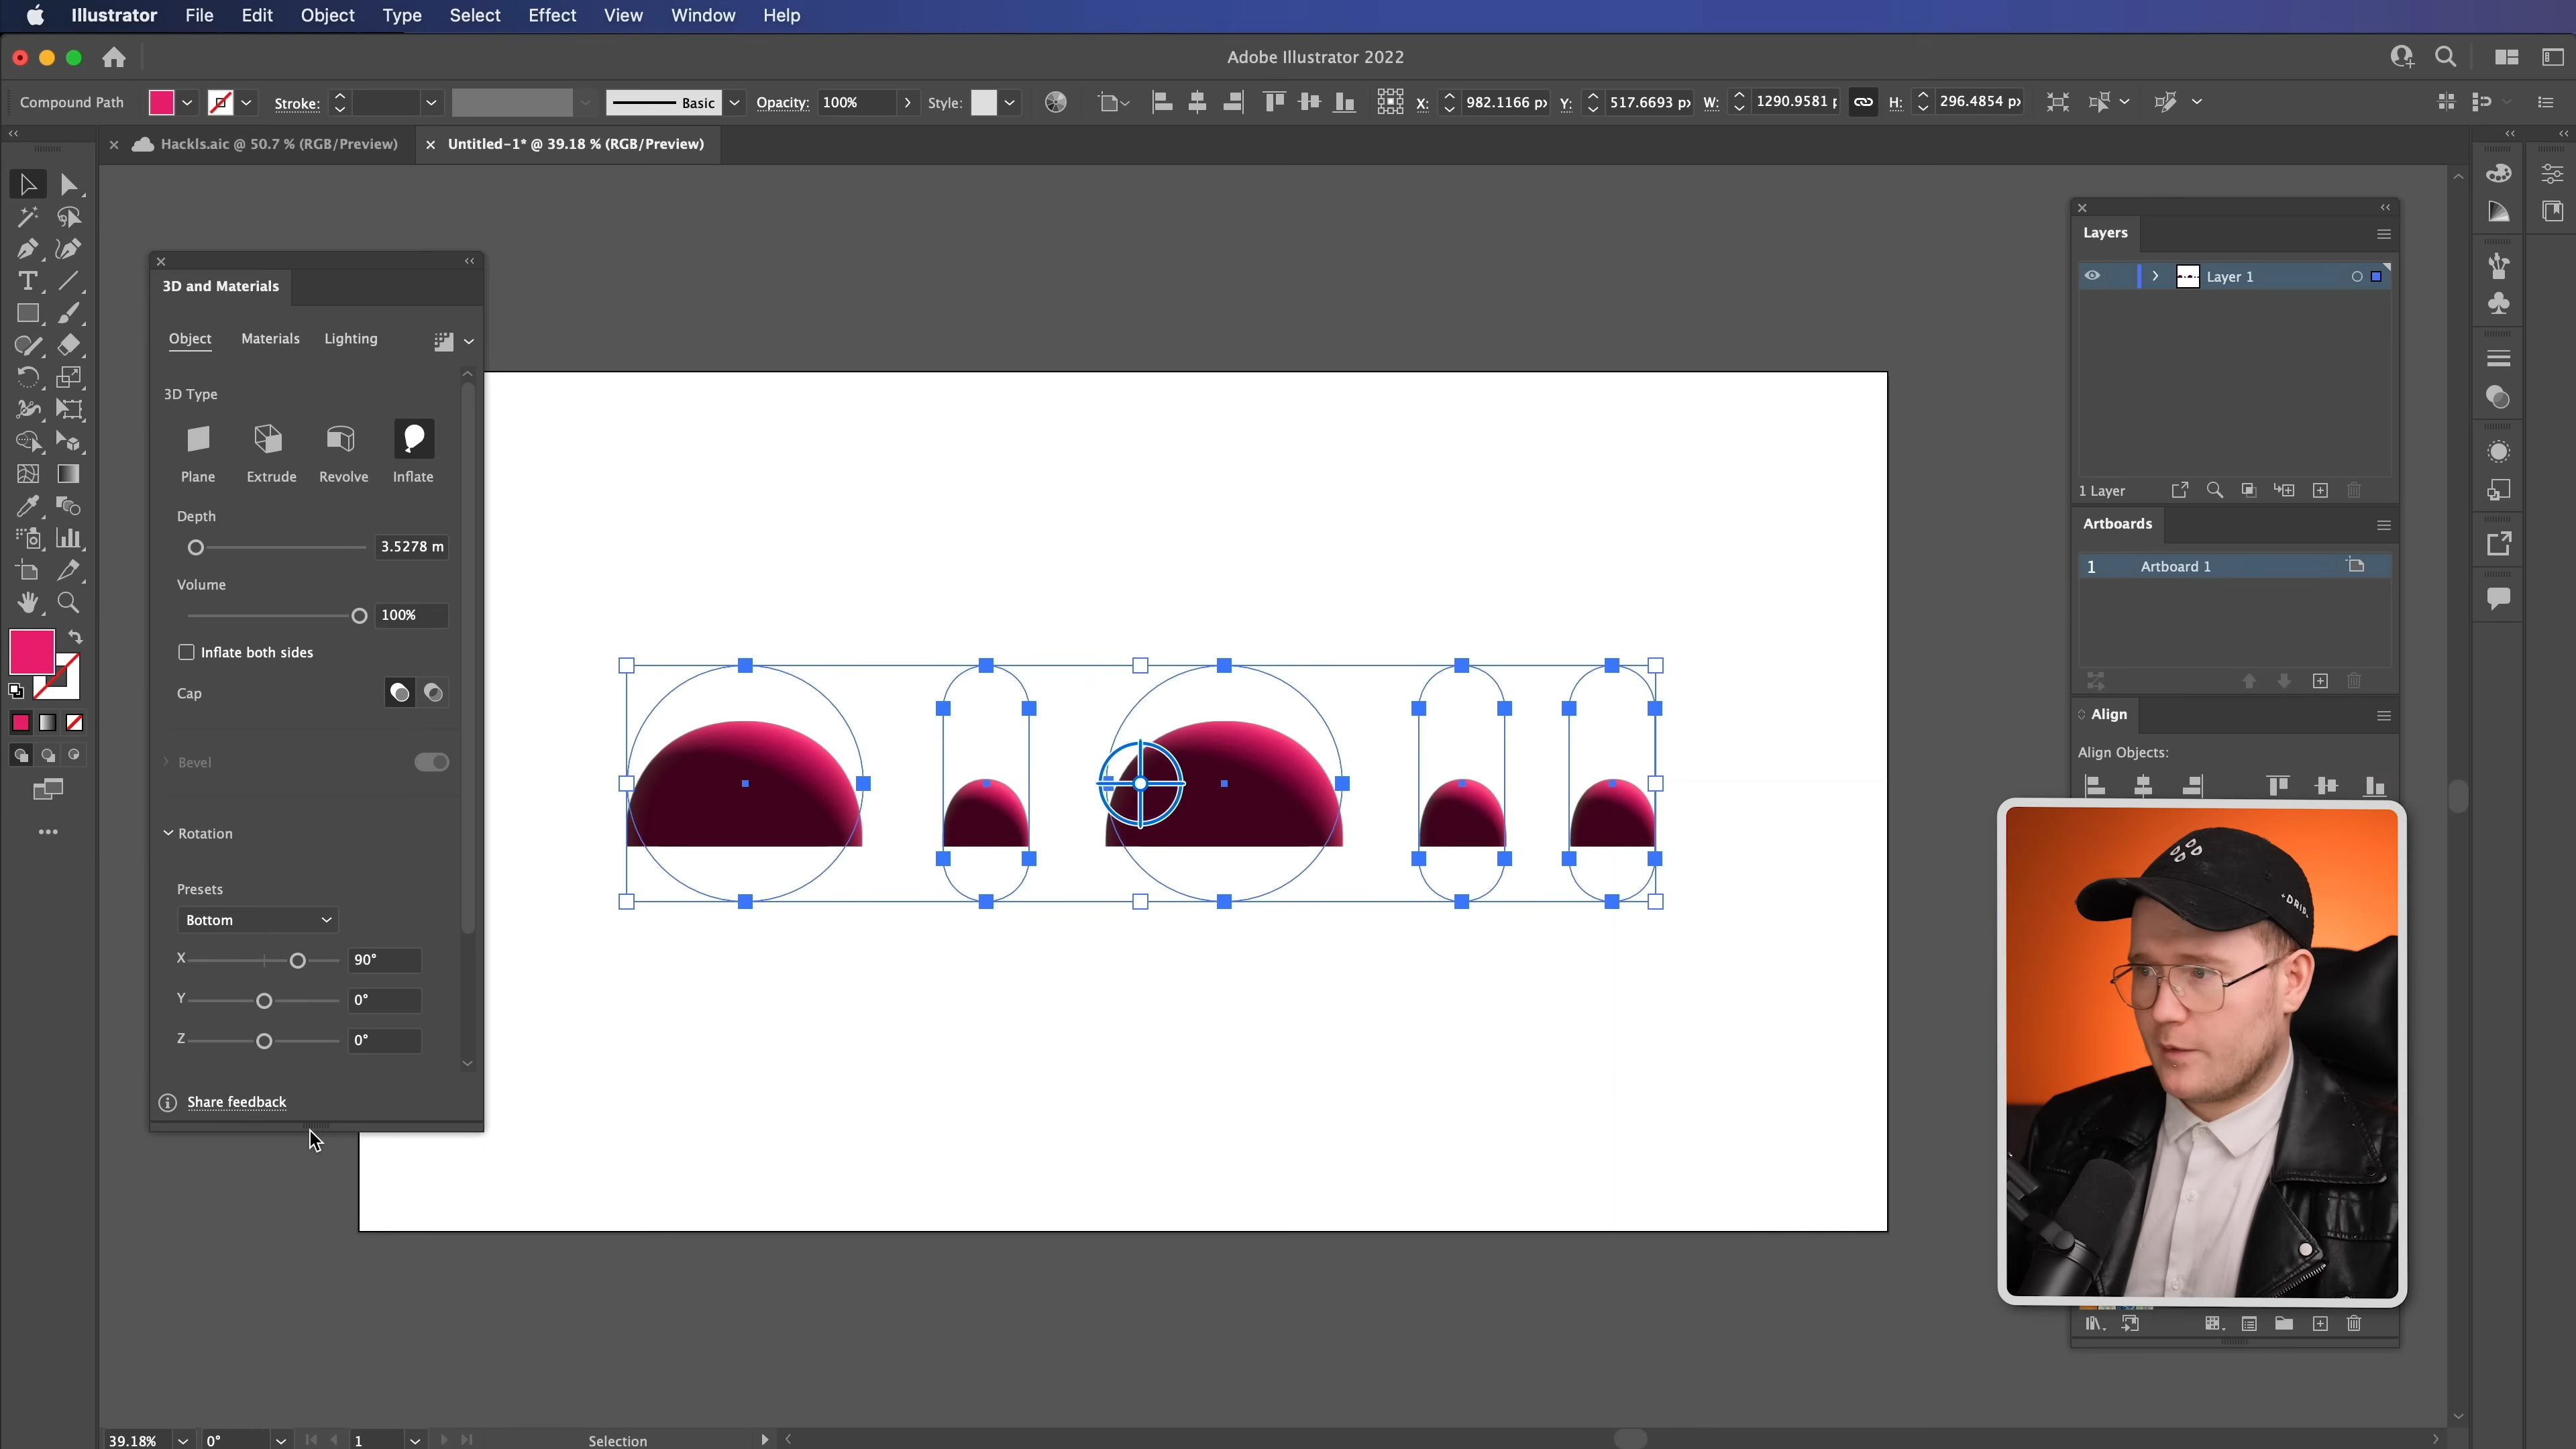 Illustrator File Edit Object Type Select Effect View Window Help
Adobe Illustrator 2022
Compound Path Stroke: Basic Opacity: 100% Style: X: 982.1166 px Y: 517.6693 px W: 1290.9581 p H: 296.4854 px
Hackls.aic @ 50.7 % (RGB/Preview) Untitled-1* @ 39.18 % (RGB/Preview)
3D and Materials
Object Materials Lighting
3D Type
Plane Extrude Revolve Inflate
Depth
3.5278 m
Volume
100%
Inflate both sides
Cap
Bevel
Rotation
Presets
Bottom
X 90°
Y 0°
Z 0°
Share feedback
Layers
Layer 1
1 Layer
Artboards
1 Artboard 1
Align
Align Objects:
+DRID.
39.18% 0° 1 Selection